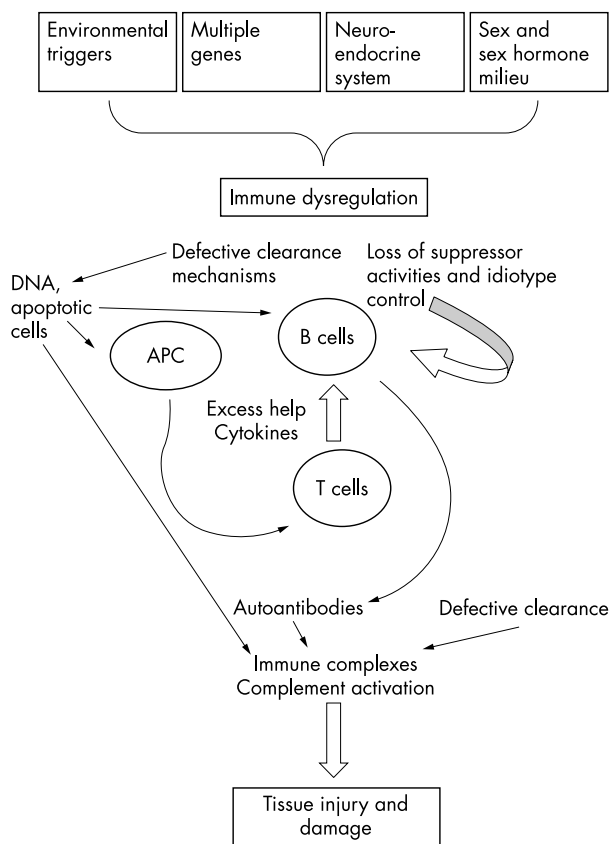 Environmental
triggers
Multiple
genes
Neuro-
endocrine
system
Sex and
sex hormone
milieu
Immune dysregulation
Defective clearance
mechanisms
Loss of suppressor
activities and idiotype
control
DNA,
apoptotic
cells
B cells
APC
Excess help
Cytokines
T cells
Autoantibodies
Defective clearance
Immune complexes
Complement activation
Tissue injury and
damage